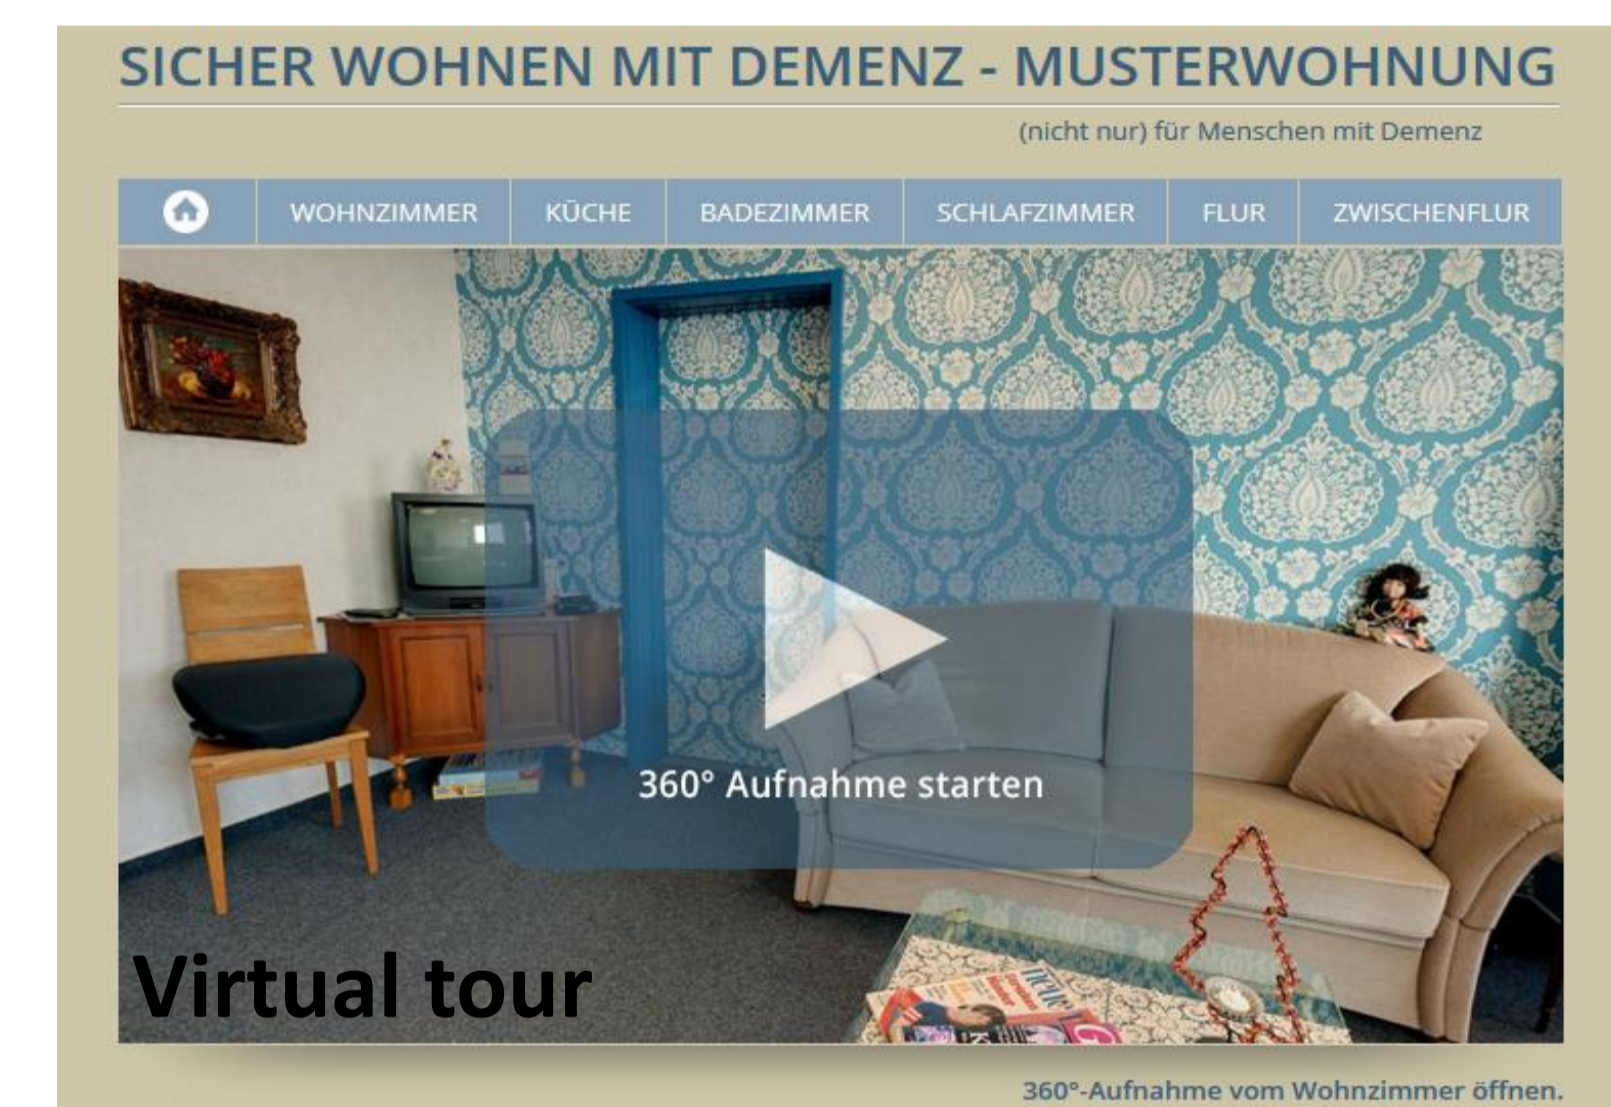 SICHER WOHNEN MIT DEMENZ - MUSTERWOHNUNG
(nicht nur) für Menschen mit Demenz
WOHNZIMMER KÜCHE BADEZIMMER SCHLAFZIMMER FLUR ZWISCHENFLUR
360° Aufnahme starten
Virtual tour
neue
360°-Aufnahme vom Wohnzimmer öffnen.